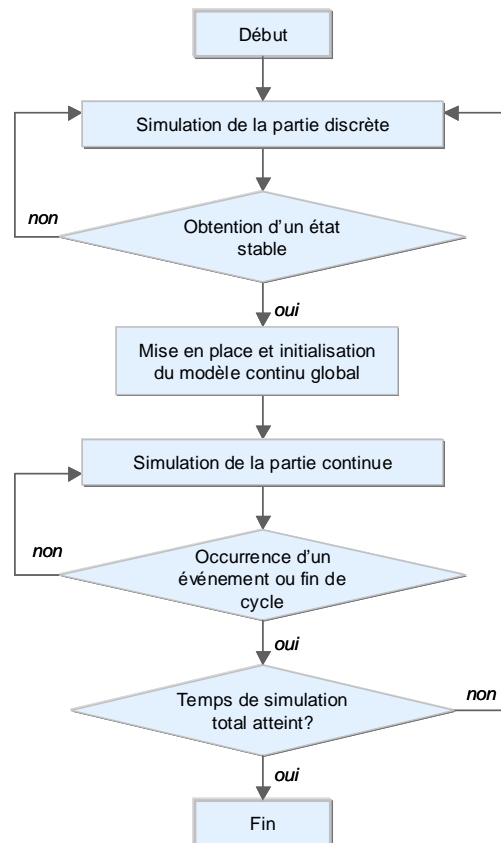 Début
Simulation de la partie discrète
non
Obtention d'un état
stable
oui
Mise en place et initialisation
du modèle continu global
Simulation de la partie continue
non
Occurrence d'un
événement ou fin de
cycle
oui
Temps de simulation
total atteint?
non
oui
Fin